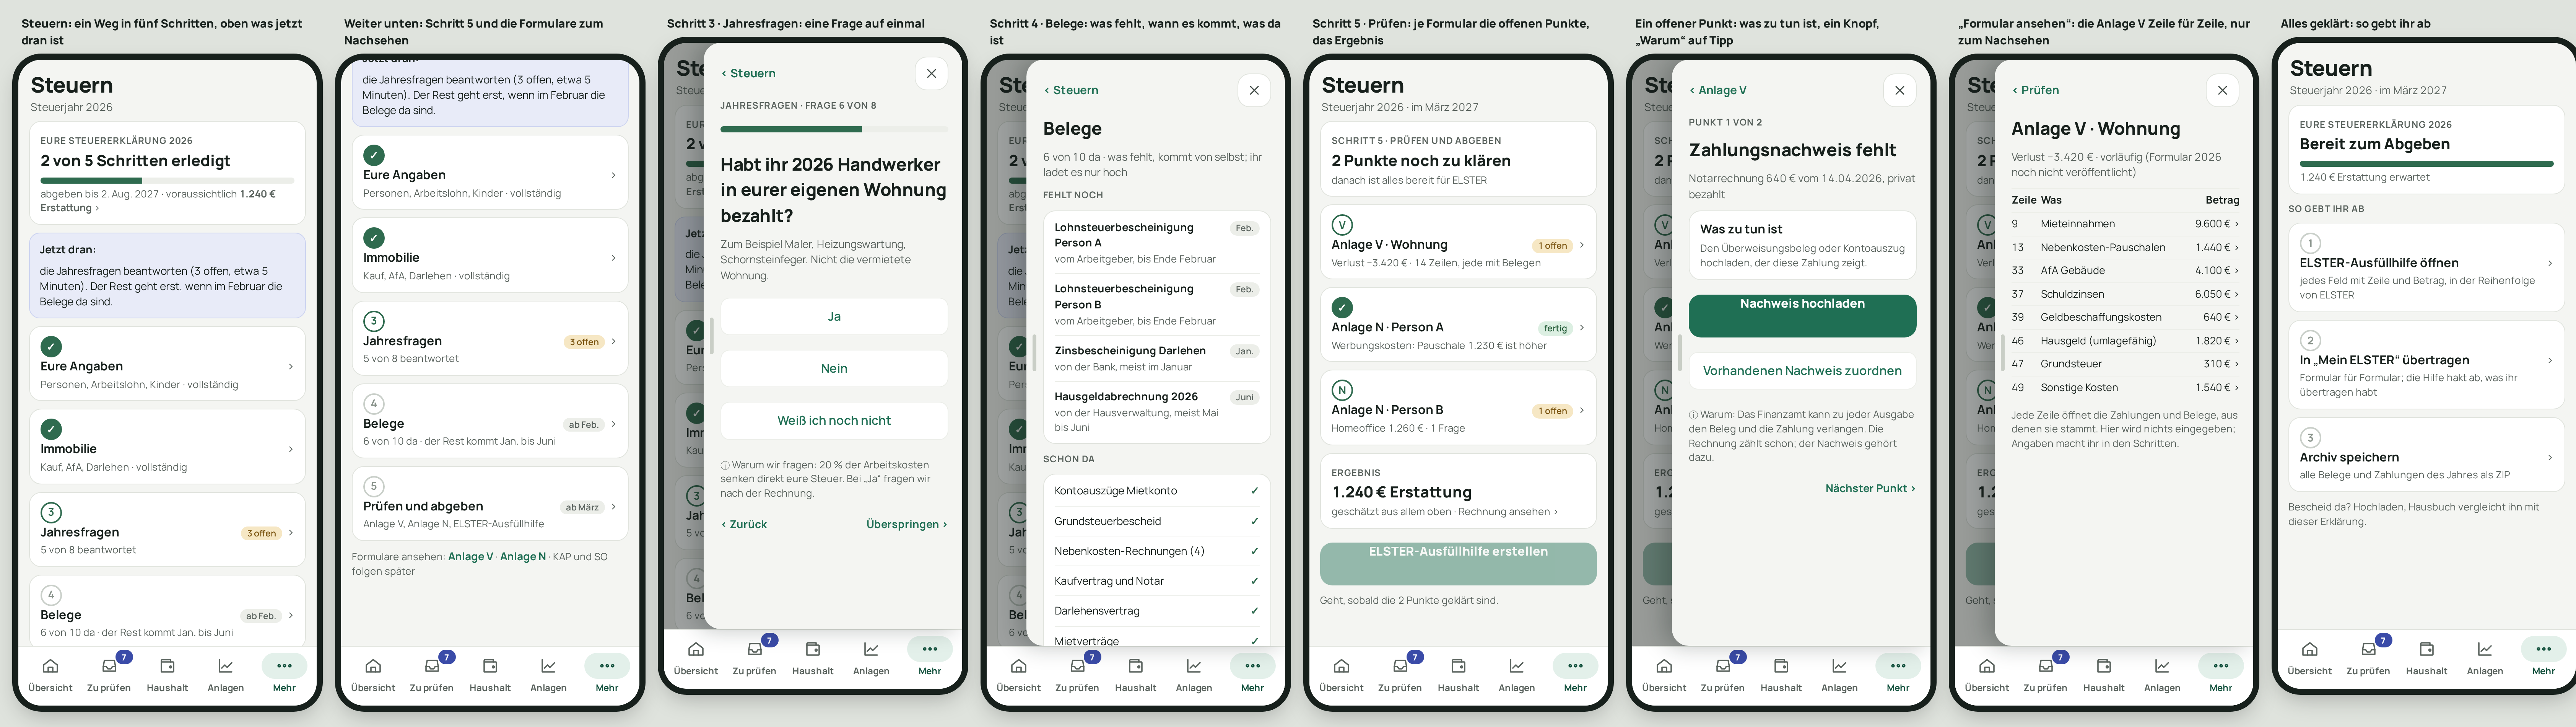 Steuern: ein Weg in fünf Schritten, oben was jetzt
dran ist
Steuern
Steuerjahr 2026
EURE STEUERERKLÄRUNG 2026
2 von 5 Schritten erledigt
abgeben bis 2. Aug. 2027 · voraussichtlich 1.240 €
Erstattung ›
Jetzt dran:
die Jahresfragen beantworten (3 offen, etwa 5
Minuten). Der Rest geht erst, wenn im Februar die
Belege da sind.
✓
Eure Angaben ›
Personen, Arbeitslohn, Kinder · vollständig
✓
Immobilie ›
Kauf, AfA, Darlehen · vollständig
3
Jahresfragen 3 offen ›
5 von 8 beantwortet
4
Belege ab Feb. ›
6 von 10 da · der Rest kommt Jan. bis Juni
7
Übersicht Zu prüfen Haushalt Anlagen Mehr
Weiter unten: Schritt 5 und die Formulare zum
Nachsehen
Jetzt dran:
die Jahresfragen beantworten (3 offen, etwa 5
Minuten). Der Rest geht erst, wenn im Februar die
Belege da sind.
✓
Eure Angaben ›
Personen, Arbeitslohn, Kinder · vollständig
✓
Immobilie ›
Kauf, AfA, Darlehen · vollständig
3
Jahresfragen 3 offen ›
5 von 8 beantwortet
4
Belege ab Feb. ›
6 von 10 da · der Rest kommt Jan. bis Juni
5
Prüfen und abgeben ab März ›
Anlage V, Anlage N, ELSTER-Ausfüllhilfe
Formulare ansehen: Anlage V · Anlage N · KAP und SO
folgen später
7
Übersicht Zu prüfen Haushalt Anlagen Mehr
Schritt 3 · Jahresfragen: eine Frage auf einmal
‹ Steuern
JAHRESFRAGEN · FRAGE 6 VON 8
Habt ihr 2026 Handwerker
in eurer eigenen Wohnung
bezahlt?
Zum Beispiel Maler, Heizungswartung,
Schornsteinfeger. Nicht die vermietete
Wohnung.
Ja
Nein
Weiß ich noch nicht
ⓘ Warum wir fragen: 20 % der Arbeitskosten
senken direkt eure Steuer. Bei „Ja“ fragen wir
nach der Rechnung.
‹ Zurück Überspringen ›
7
Übersicht Zu prüfen Haushalt Anlagen Mehr
Schritt 4 · Belege: was fehlt, wann es kommt, was da
ist
‹ Steuern
Belege
6 von 10 da · was fehlt, kommt von selbst; ihr
ladet es nur hoch
FEHLT NOCH
Lohnsteuerbescheinigung Feb.
Person A
vom Arbeitgeber, bis Ende Februar
Lohnsteuerbescheinigung Feb.
Person B
vom Arbeitgeber, bis Ende Februar
Zinsbescheinigung Darlehen Jan.
von der Bank, meist im Januar
Hausgeldabrechnung 2026 Juni
von der Hausverwaltung, meist Mai
bis Juni
SCHON DA
Kontoauszüge Mietkonto ✓
Grundsteuerbescheid ✓
Nebenkosten-Rechnungen (4) ✓
Kaufvertrag und Notar ✓
Darlehensvertrag ✓
Mietverträge ✓
7
Übersicht Zu prüfen Haushalt Anlagen Mehr
Schritt 5 · Prüfen: je Formular die offenen Punkte,
das Ergebnis
Steuern
Steuerjahr 2026 · im März 2027
SCHRITT 5 · PRÜFEN UND ABGEBEN
2 Punkte noch zu klären
danach ist alles bereit für ELSTER
V
Anlage V · Wohnung 1 offen ›
Verlust −3.420 € · 14 Zeilen, jede mit Belegen
✓
Anlage N · Person A fertig ›
Werbungskosten: Pauschale 1.230 € ist höher
N
Anlage N · Person B 1 offen ›
Homeoffice 1.260 € · 1 Frage
ERGEBNIS
1.240 € Erstattung
geschätzt aus allem oben · Rechnung ansehen ›
ELSTER-Ausfüllhilfe erstellen
Geht, sobald die 2 Punkte geklärt sind.
7
Übersicht Zu prüfen Haushalt Anlagen Mehr
Ein offener Punkt: was zu tun ist, ein Knopf,
„Warum“ auf Tipp
‹ Anlage V
PUNKT 1 VON 2
Zahlungsnachweis fehlt
Notarrechnung 640 € vom 14.04.2026, privat
bezahlt
Was zu tun ist
Den Überweisungsbeleg oder Kontoauszug
hochladen, der diese Zahlung zeigt.
Nachweis hochladen
Vorhandenen Nachweis zuordnen
ⓘ Warum: Das Finanzamt kann zu jeder Ausgabe
den Beleg und die Zahlung verlangen. Die
Rechnung zählt schon; der Nachweis gehört
dazu.
Nächster Punkt ›
7
Übersicht Zu prüfen Haushalt Anlagen Mehr
„Formular ansehen“: die Anlage V Zeile für Zeile, nur
zum Nachsehen
‹ Prüfen
Anlage V · Wohnung
Verlust −3.420 € · vorläufig (Formular 2026
noch nicht veröffentlicht)
Zeile Was Betrag
9 Mieteinnahmen 9.600 € ›
13 Nebenkosten-Pauschalen 1.440 € ›
33 AfA Gebäude 4.100 € ›
37 Schuldzinsen 6.050 € ›
39 Geldbeschaffungskosten 640 € ›
46 Hausgeld (umlagefähig) 1.820 € ›
47 Grundsteuer 310 € ›
49 Sonstige Kosten 1.540 € ›
Jede Zeile öffnet die Zahlungen und Belege, aus
denen sie stammt. Hier wird nichts eingegeben;
Angaben macht ihr in den Schritten.
7
Übersicht Zu prüfen Haushalt Anlagen Mehr
Alles geklärt: so gebt ihr ab
Steuern
Steuerjahr 2026 · im März 2027
EURE STEUERERKLÄRUNG 2026
Bereit zum Abgeben
1.240 € Erstattung erwartet
SO GEBT IHR AB
1
ELSTER-Ausfüllhilfe öffnen ›
jedes Feld mit Zeile und Betrag, in der Reihenfolge
von ELSTER
2
In „Mein ELSTER“ übertragen ›
Formular für Formular; die Hilfe hakt ab, was ihr
übertragen habt
3
Archiv speichern ›
alle Belege und Zahlungen des Jahres als ZIP
Bescheid da? Hochladen, Hausbuch vergleicht ihn mit
dieser Erklärung.
7
Übersicht Zu prüfen Haushalt Anlagen Mehr